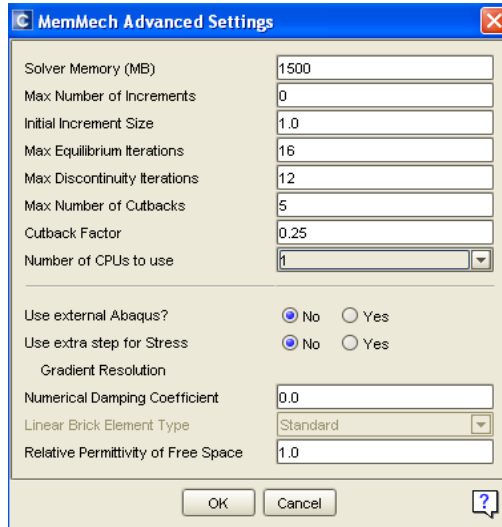 C MemMech Advanced Settings
Solver Memory (MB) 1500
Max Number of Increments 0
Initial Increment Size 1.0
Max Equilibrium Iterations 16
Max Discontinuity Iterations 12
Max Number of Cutbacks 5
Cutback Factor 0.25
Number of CPUs to use 1
Use external Abaqus? No Yes
Use extra step for Stress No Yes
Gradient Resolution
Numerical Damping Coefficient 0.0
Linear Brick Element Type Standard
Relative Permittivity of Free Space 1.0
OK Cancel ?